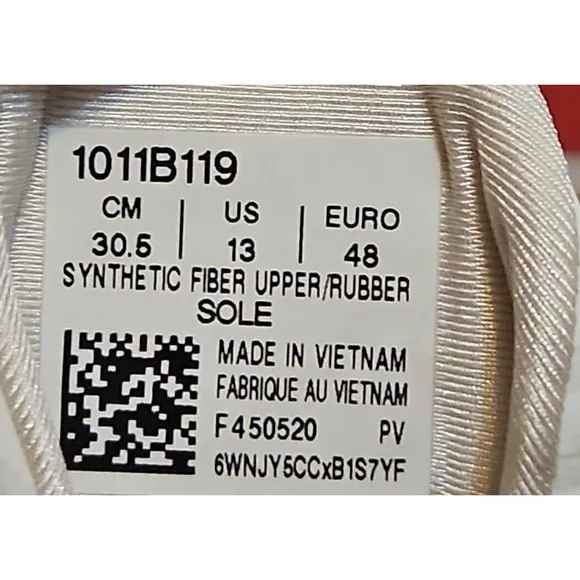 1011B119
CM | US | EURO
30.5 | 13 | 48
SYNTHETIC FIBER UPPER/RUBBER
SOLE
MADE IN VIETNAM
FABRIQUE AU VIETNAM
F450520 PV
6WNJY5CCxB1S7YF